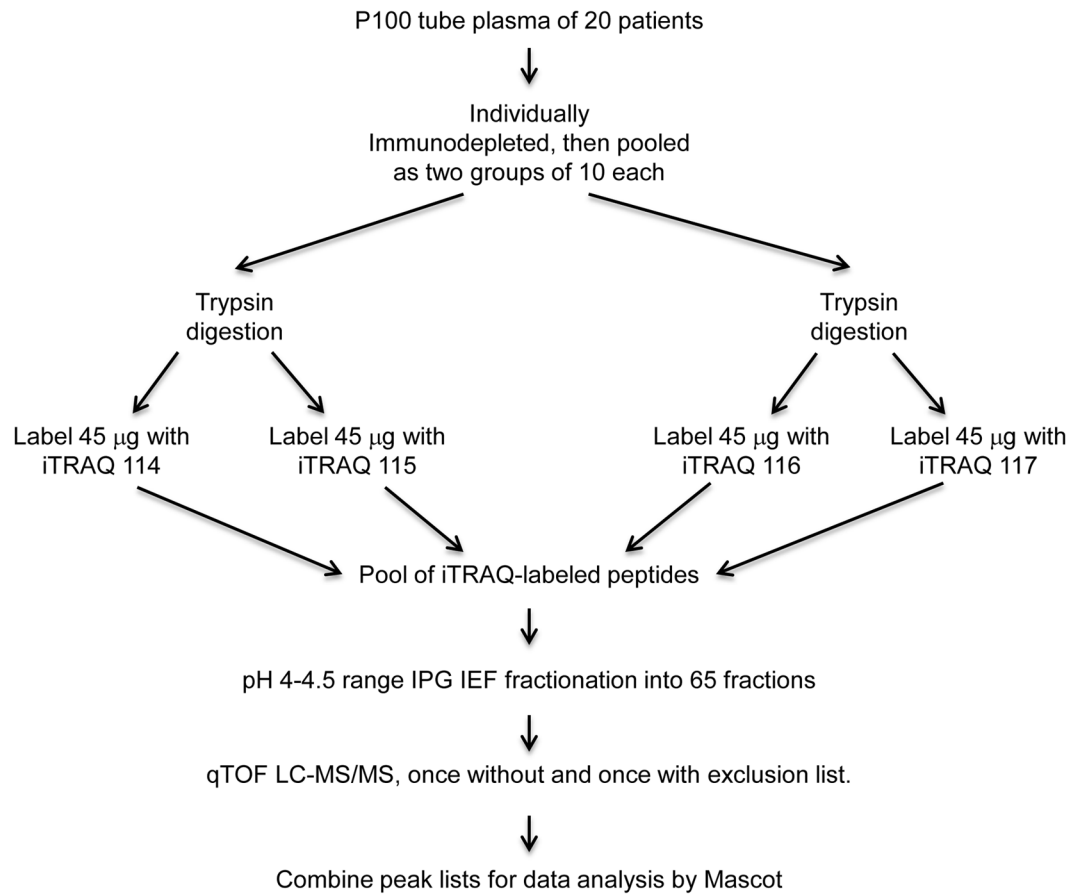 P100 tube plasma of 20 patients
Individually
Immunodepleted, then pooled
as two groups of 10 each
Trypsin
digestion
Trypsin
digestion
Label 45 μg with
iTRAQ 114
Label 45 μg with
iTRAQ 115
Label 45 μg with
iTRAQ 116
Label 45 μg with
iTRAQ 117
Pool of iTRAQ-labeled peptides
pH 4-4.5 range IPG IEF fractionation into 65 fractions
qTOF LC-MS/MS, once without and once with exclusion list.
Combine peak lists for data analysis by Mascot